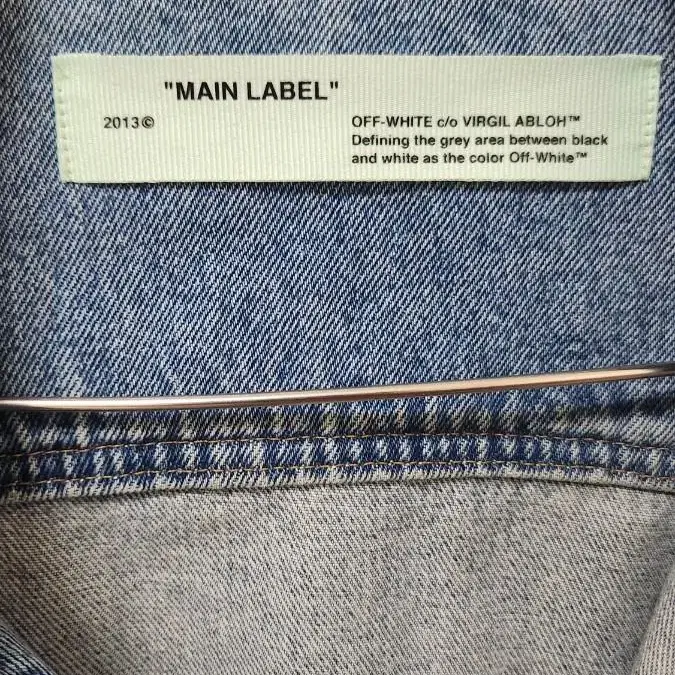 "MAIN LABEL"
2013©
OFF-WHITE c/o VIRGIL ABLOH™
Defining the grey area between black
and white as the color Off-White™